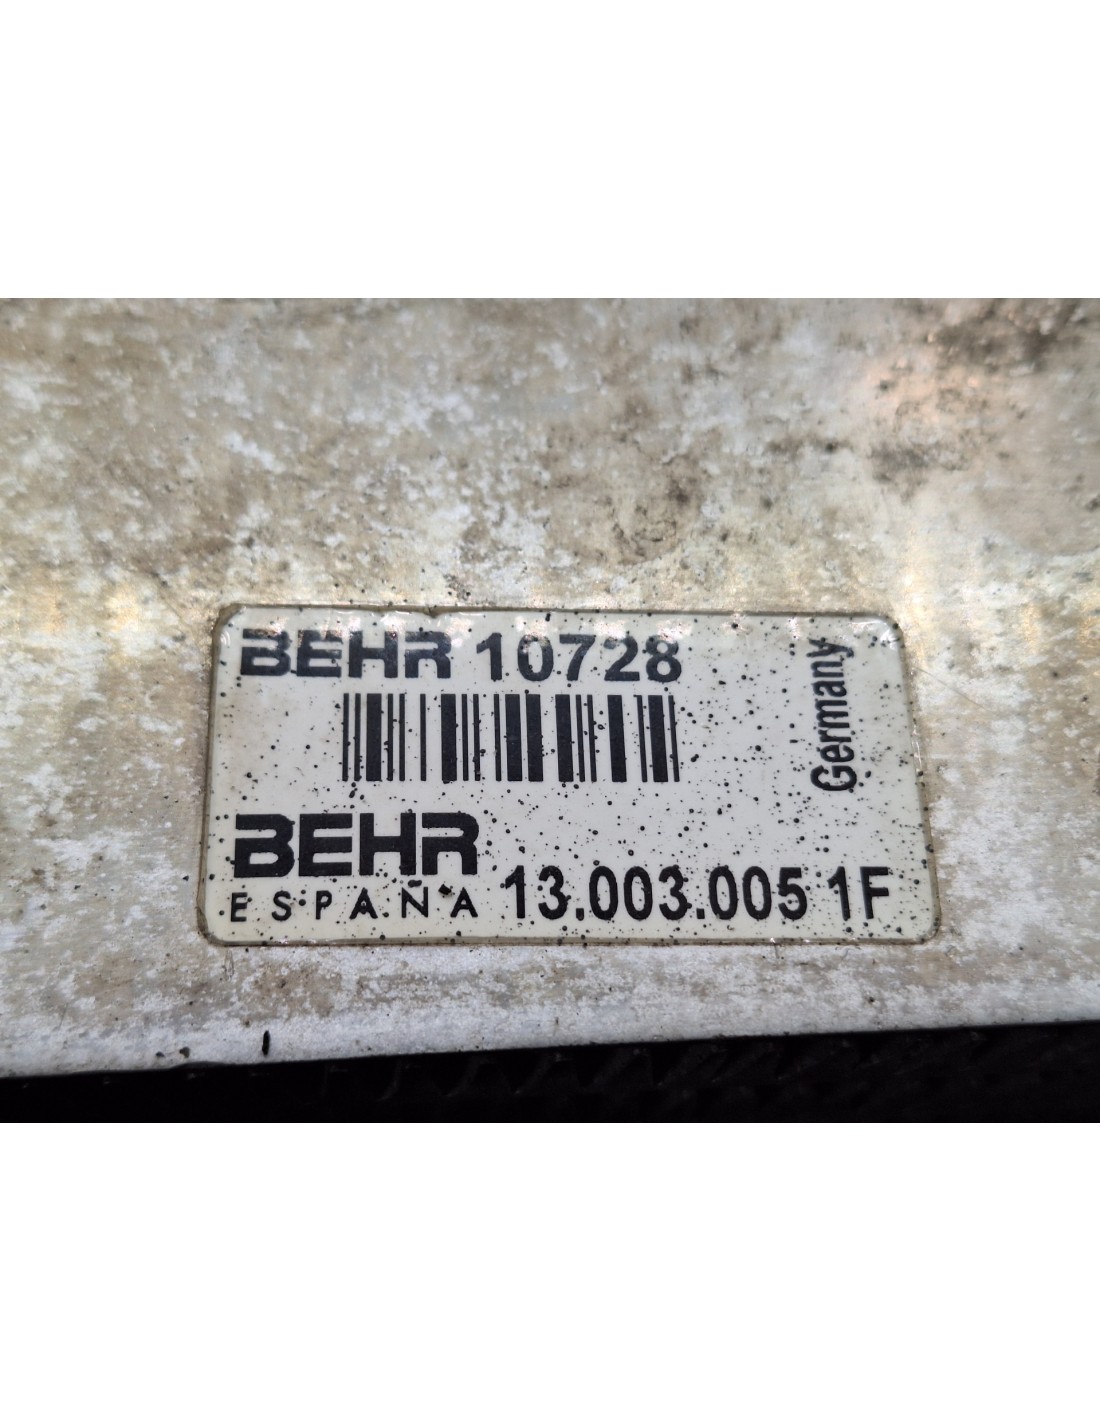 BEHR 10728
Germany
BEHR
ESPAÑA 13.003.005 1F